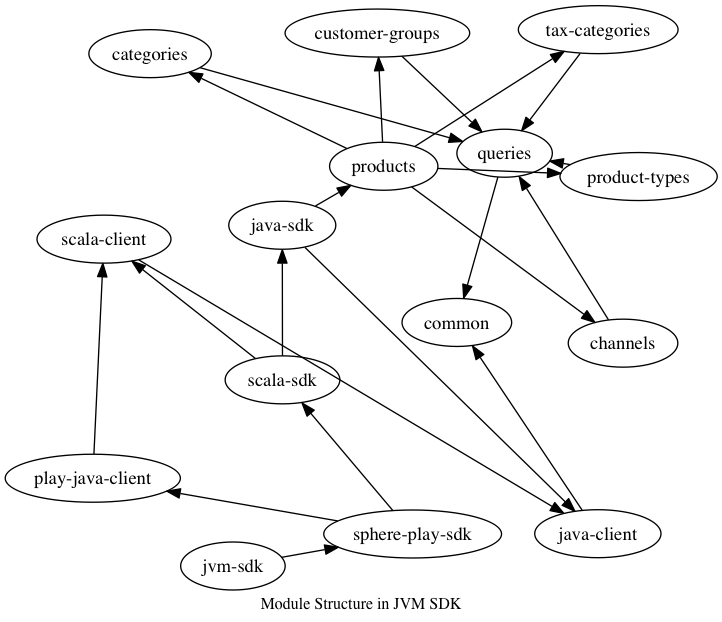 customer-groups
tax-categories
categories
queries
products
product-types
java-sdk
scala-client
common
channels
scala-sdk
play-java-client
sphere-play-sdk
java-client
jvm-sdk
Module Structure in JVM SDK